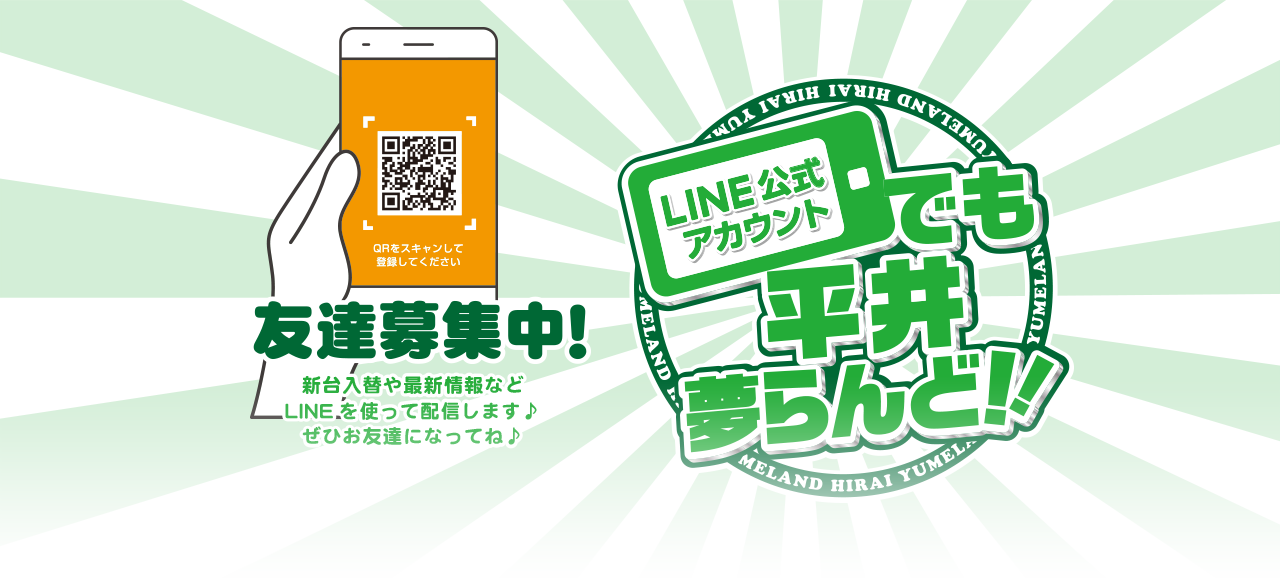 QRをスキャンして
登録してください
友達募集中!
新台入替や最新情報など
LINEを使って配信します♪
ぜひお友達になってね♪
LINE公式
アカウント
でも
平井
夢らんど!!
YUMELAND HIRAI YUMELAND HIRAI